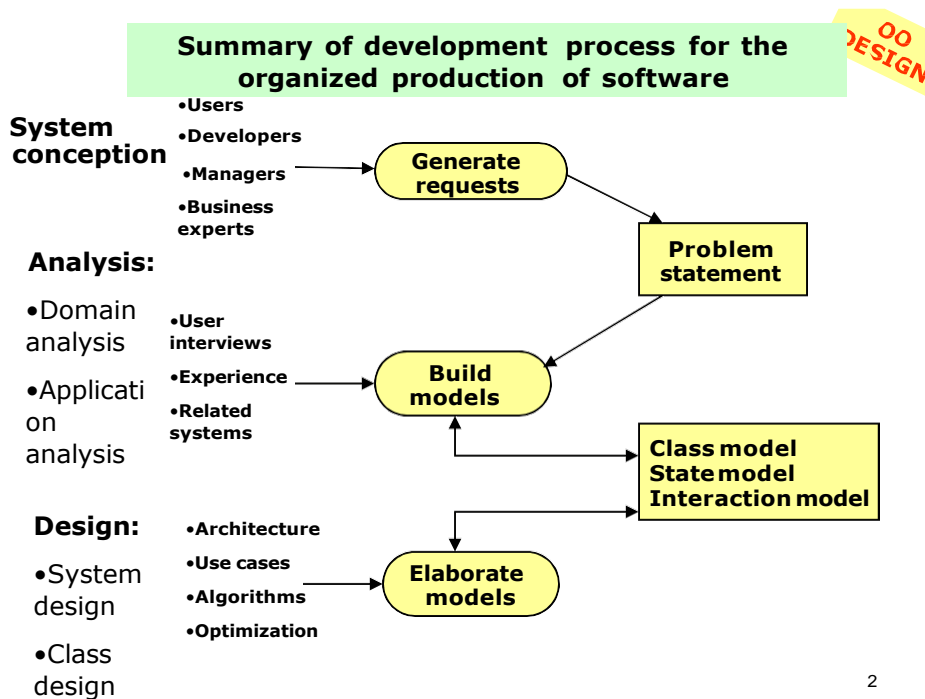 OO
DESIGN
Summary of development process for the
organized production of software
System
conception
•Users
•Developers
•Managers
•Business
experts
Generate
requests
Problem
statement
Analysis:
•Domain
analysis
•Applicati
on
analysis
•User
interviews
•Experience
•Related
systems
Build
models
Class model
State model
Interaction model
Design:
•System
design
•Class
design
•Architecture
•Use cases
•Algorithms
•Optimization
Elaborate
models
2